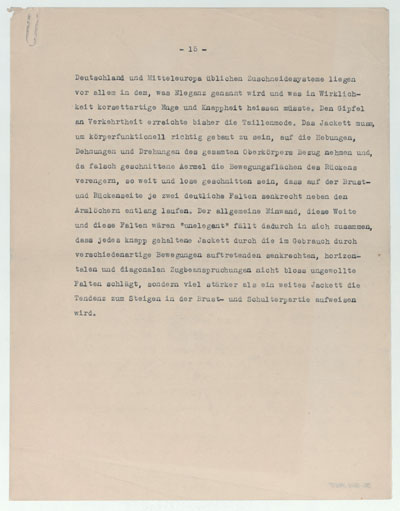 - 15 -
Deutschland und Mitteleuropa üblichen Zuschneidesysteme liegen
vor allem in dem, was Eleganz genannt wird und was in Wirklich-
keit korsettartige Enge und Knappheit heissen müsste. Den Gipfel
an Verkehrtheit erreichte bisher die Taillenmode. Das Jackett muss,
um körperfunktionell richtig gebaut zu sein, auf die Hebungen,
Dehnungen und Drehungen des gesamten Oberkörpers Bezug nehmen und,
da falsch geschnittene Aermel die Bewegungsflächen des Rückens
verengern, so weit und lose geschnitten sein, dass auf der Brust-
und Rückenseite je zwei deutliche Falten senkrecht neben den
Armlöchern entlang laufen. Der allgemeine Einwand, diese Weite
und diese Falten wären "unelegant" fällt dadurch in sich zusammen,
dass jedes knapp gehaltene Jackett durch die im Gebrauch durch
verschiedenartige Bewegungen auftretenden senkrechten, horizon-
talen und diagonalen Zugbeanspruchungen nicht bloss ungewollte
Falten schlägt, sondern viel stärker als ein weites Jackett die
Tendenz zum Steigen in der Brust- und Schulterpartie aufweisen
wird.